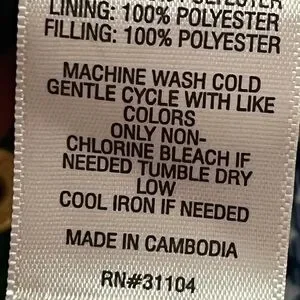 POLYESTER
LINING: 100% POLYESTER
FILLING: 100% POLYESTER
MACHINE WASH COLD
GENTLE CYCLE WITH LIKE
COLORS
ONLY NON-
CHLORINE BLEACH IF
NEEDED TUMBLE DRY
LOW
COOL IRON IF NEEDED
MADE IN CAMBODIA
RN#31104